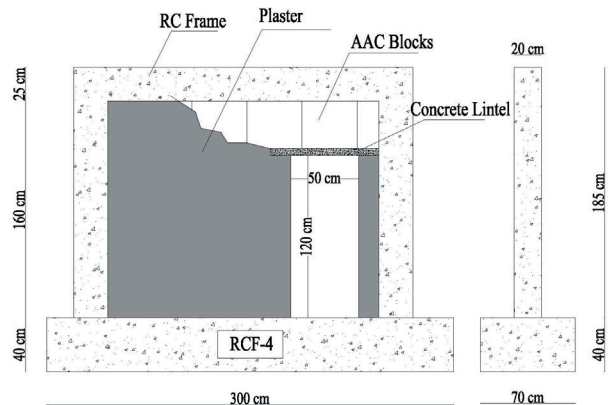 RC Frame
Plaster
AAC Blocks
20 cm
25 cm
Concrete Lintel
50 cm
160 cm
120 cm
185 cm
40 cm
RCF-4
40 cm
300 cm
70 cm